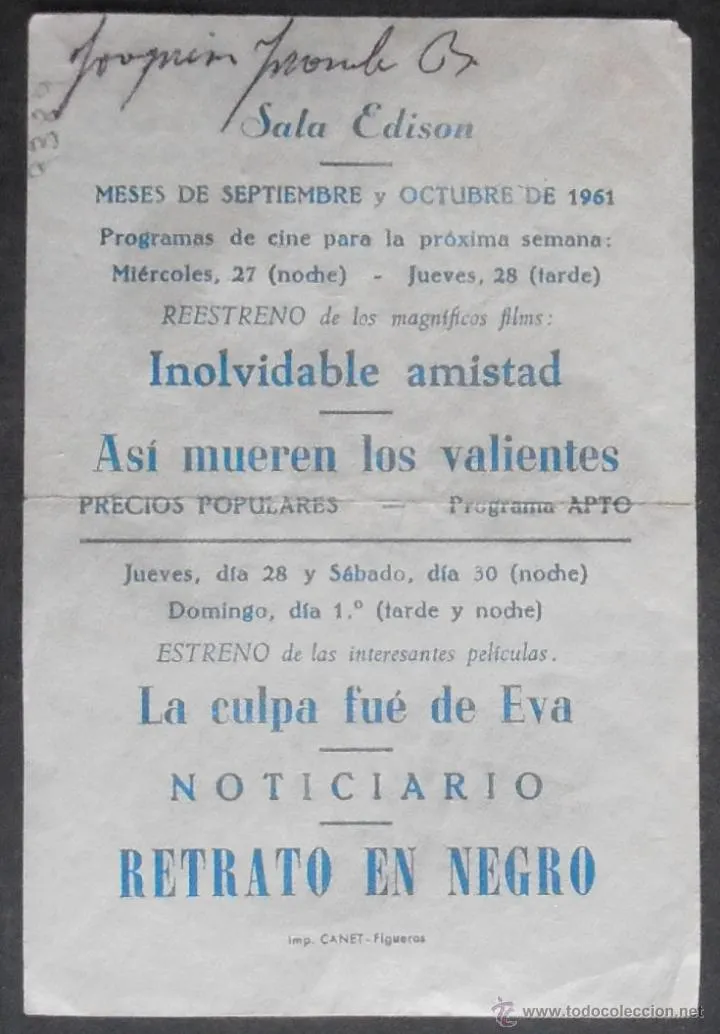 Joaquin
Sala Edison
MESES DE SEPTIEMBRE y OCTUBRE DE 1961
Programas de cine para la próxima semana:
Miércoles, 27 (noche) - Jueves, 28 (tarde)
REESTRENO de los magníficos films:
Inolvidable amistad
Así mueren los valientes
PRECIOS POPULARES — Programa APTO
Jueves, día 28 y Sábado, día 30 (noche)
Domingo, día 1.º (tarde y noche)
ESTRENO de las interesantes películas.
La culpa fué de Eva
NOTICIARIO
RETRATO EN NEGRO
imp. CANET-Figueras
www.todocoleccion.net